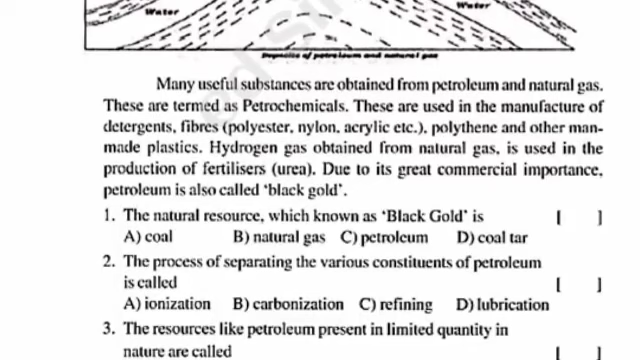 Water
Water
Deposits of petroleum and natural gas
Many useful substances are obtained from petroleum and natural gas.
These are termed as Petrochemicals. These are used in the manufacture of
detergents, fibres (polyester, nylon, acrylic etc.), polythene and other man-
made plastics. Hydrogen gas obtained from natural gas, is used in the
production of fertilisers (urea). Due to its great commercial importance,
petroleum is also called ‘black gold’.
1. The natural resource, which known as ‘Black Gold’ is [ ]
A) coal B) natural gas C) petroleum D) coal tar
2. The process of separating the various constituents of petroleum
is called [ ]
A) ionization B) carbonization C) refining D) lubrication
3. The resources like petroleum present in limited quantity in
nature are called [ ]